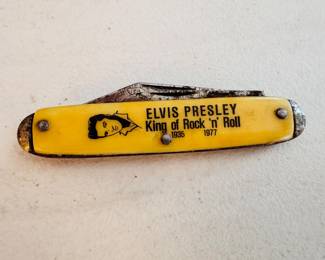 ELVIS PRESLEY
King of Rock 'n' Roll
1935 1977